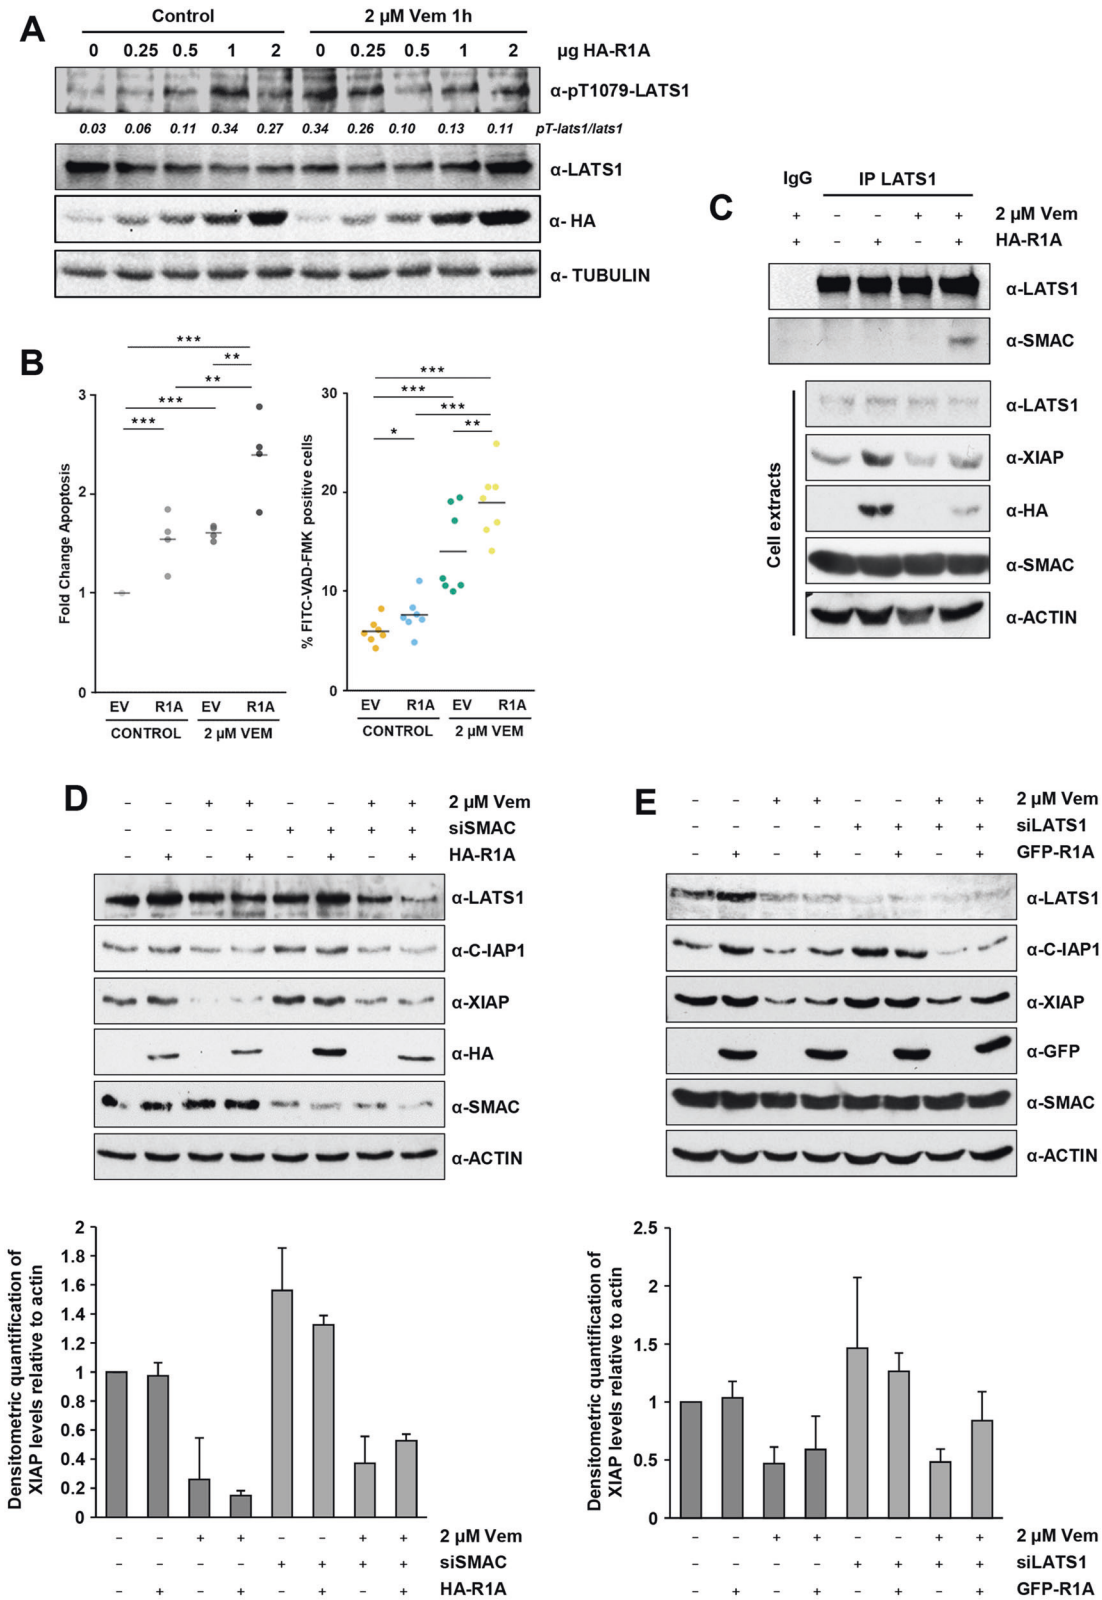 A
Control
2 µM Vem 1h
0 0.25 0.5 1 2 0 0.25 0.5 1 2 µg HA-R1A
α-pT1079-LATS1
0.03 0.06 0.11 0.34 0.27 0.34 0.26 0.10 0.13 0.11 pT-lats1/lats1
α-LATS1
α- HA
α- TUBULIN
B
Fold Change Apoptosis
3
2
1
0
***
**
**
***
***
EV R1A EV R1A
CONTROL 2 µM VEM
% FITC-VAD-FMK positive cells
30
20
10
0
***
***
***
**
*
EV R1A EV R1A
CONTROL 2 µM VEM
C
IgG IP LATS1
+ – – + + 2 µM Vem
+ – + – + HA-R1A
α-LATS1
α-SMAC
Cell extracts
α-LATS1
α-XIAP
α-HA
α-SMAC
α-ACTIN
D
– – + + – – + + 2 µM Vem
– – – – + + + + siSMAC
– + – + – + – + HA-R1A
α-LATS1
α-C-IAP1
α-XIAP
α-HA
α-SMAC
α-ACTIN
Densitometric quantification of
XIAP levels relative to actin
2
1.8
1.6
1.4
1.2
1
0.8
0.6
0.4
0.2
0
– – + + – – + + 2 µM Vem
– – – – + + + + siSMAC
– + – + – + – + HA-R1A
E
– – + + – – + + 2 µM Vem
– – – – + + + + siLATS1
– + – + – + – + GFP-R1A
α-LATS1
α-C-IAP1
α-XIAP
α-GFP
α-SMAC
α-ACTIN
Densitometric quantification of
XIAP levels relative to actin
2.5
2
1.5
1
0.5
0
– – + + – – + + 2 µM Vem
– – – – + + + + siLATS1
– + – + – + – + GFP-R1A